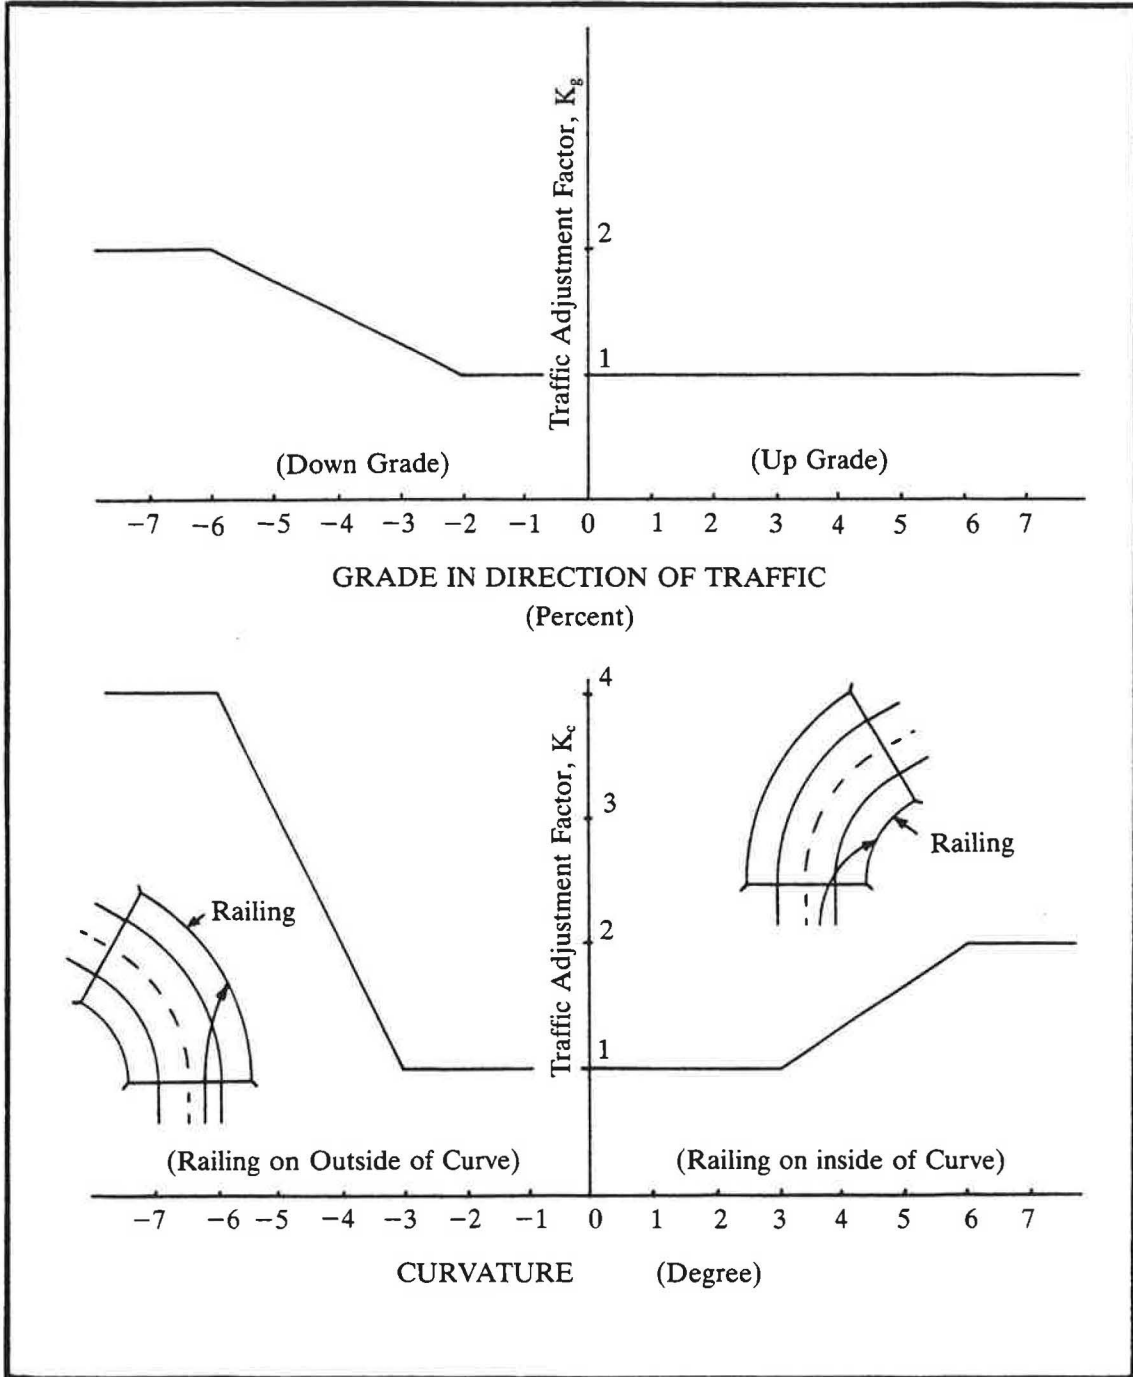 Traffic Adjustment Factor, Kg
2
1
(Down Grade)
(Up Grade)
−7 −6 −5 −4 −3 −2 −1 0 1 2 3 4 5 6 7
GRADE IN DIRECTION OF TRAFFIC
(Percent)
Traffic Adjustment Factor, Kc
4
3
2
1
Railing
Railing
(Railing on Outside of Curve)
(Railing on inside of Curve)
−7 −6 −5 −4 −3 −2 −1 0 1 2 3 4 5 6 7
CURVATURE (Degree)